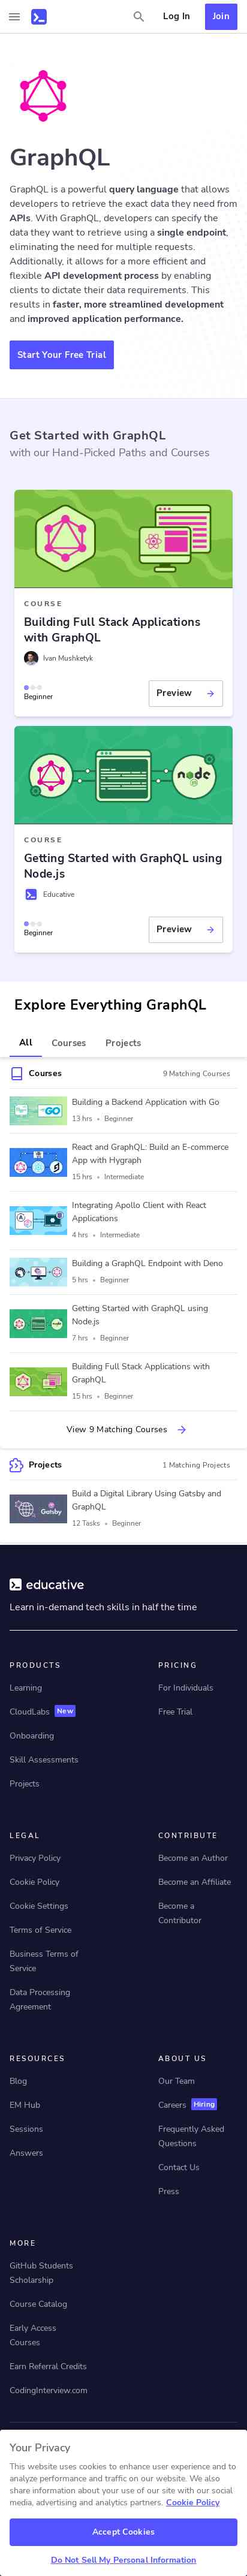 Log In
Join
GraphQL
GraphQL is a powerful query language that allows
developers to retrieve the exact data they need from
APIs. With GraphQL, developers can specify the
data they want to retrieve using a single endpoint,
eliminating the need for multiple requests.
Additionally, it allows for a more efficient and
flexible API development process by enabling
clients to dictate their data requirements. This
results in faster, more streamlined development
and improved application performance.
Start Your Free Trial
Get Started with GraphQL
with our Hand-Picked Paths and Courses
COURSE
Building Full Stack Applications
with GraphQL
Ivan Mushketyk
Beginner
Preview
node
JS
COURSE
Getting Started with GraphQL using
Node.js
Educative
Beginner
Preview
Explore Everything GraphQL
All
Courses
Projects
Courses
9 Matching Courses
Building a Backend Application with Go
13 hrs • Beginner
React and GraphQL: Build an E-commerce
App with Hygraph
15 hrs • Intermediate
Integrating Apollo Client with React
Applications
4 hrs • Intermediate
Building a GraphQL Endpoint with Deno
5 hrs • Beginner
Getting Started with GraphQL using
Node.js
7 hrs • Beginner
Building Full Stack Applications with
GraphQL
15 hrs • Beginner
View 9 Matching Courses
Projects
1 Matching Projects
Gatsby
Build a Digital Library Using Gatsby and
GraphQL
12 Tasks • Beginner
educative
Learn in-demand tech skills in half the time
PRODUCTS
Learning
CloudLabs New
Onboarding
Skill Assessments
Projects
PRICING
For Individuals
Free Trial
LEGAL
Privacy Policy
Cookie Policy
Cookie Settings
Terms of Service
Business Terms of
Service
Data Processing
Agreement
CONTRIBUTE
Become an Author
Become an Affiliate
Become a
Contributor
RESOURCES
Blog
EM Hub
Sessions
Answers
ABOUT US
Our Team
Careers Hiring
Frequently Asked
Questions
Contact Us
Press
MORE
GitHub Students
Scholarship
Course Catalog
Early Access
Courses
Earn Referral Credits
CodingInterview.com
Your Privacy
This website uses cookies to enhance user experience and to
analyze performance and traffic on our website. We also
share information about your use of our site with our social
media, advertising and analytics partners. Cookie Policy
Accept Cookies
Do Not Sell My Personal Information